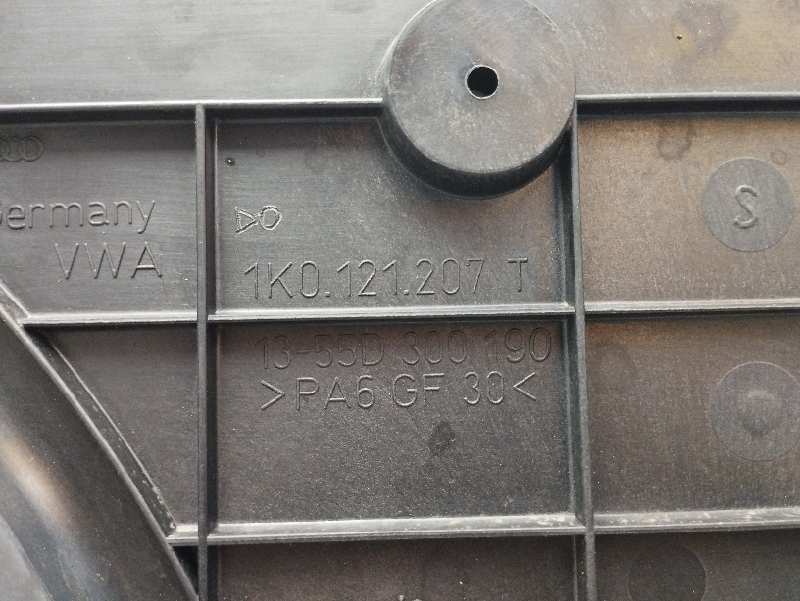 Germany
VWA
1K0.121.207 T
13-55D 300 190
>PA6 GF 30<
S